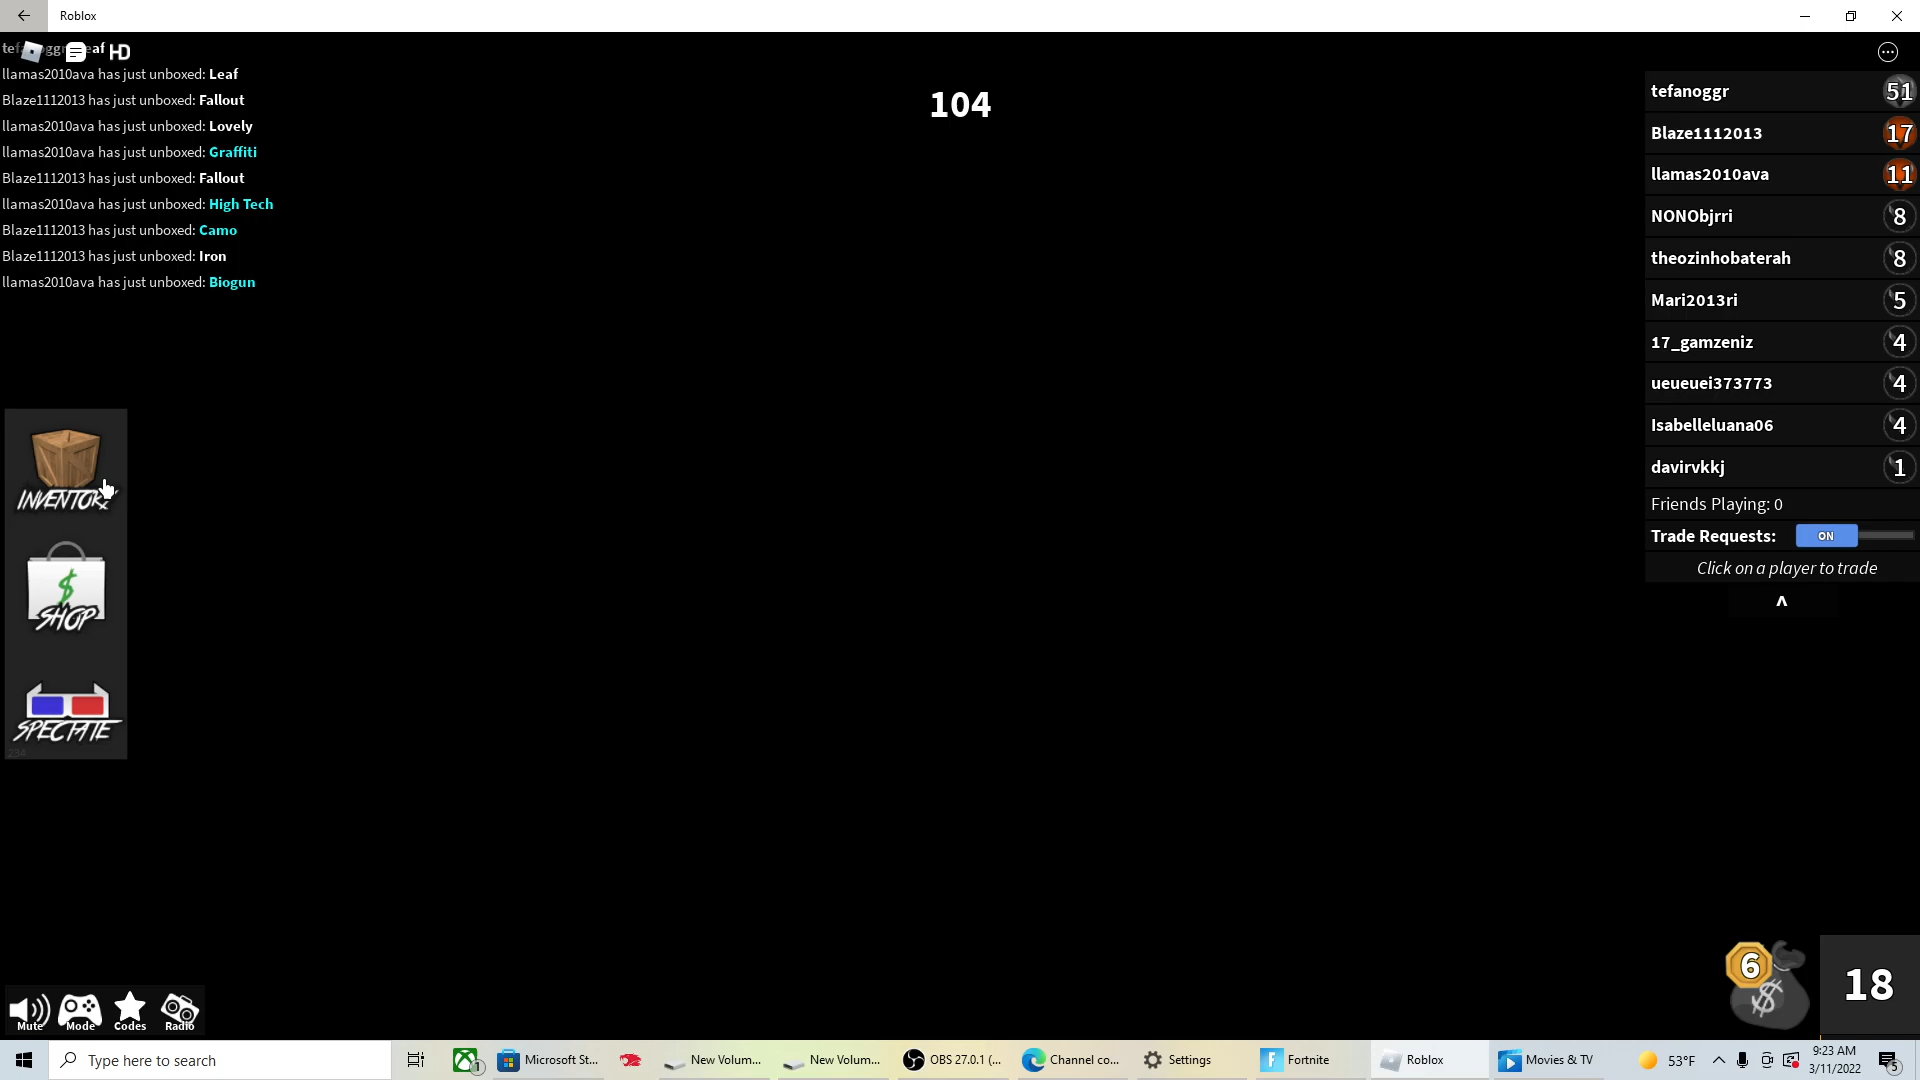 Roblox
HD
eaf
llamas2010ava has just unboxed: Leaf
Blaze1112013 has just unboxed: Fallout
llamas2010ava has just unboxed: Lovely
llamas2010ava has just unboxed: Graffiti
Blaze1112013 has just unboxed: Fallout
llamas2010ava has just unboxed: High Tech
Blaze1112013 has just unboxed: Camo
Blaze1112013 has just unboxed: Iron
llamas2010ava has just unboxed: Biogun
104
tefanoggr 51
Blaze1112013 17
llamas2010ava 11
NONObjrri 8
theozinhobaterah 8
Mari2013ri 5
17_gamzeniz 4
ueueuei373773 4
Isabelleluana06 4
davirvkkj 1
Friends Playing: 0
Trade Requests: ON
Click on a player to trade
^
INVENTORY
$
SHOP
SPECTATE
234
6
$
18
Mute Mode Codes Radio
Type here to search
1
Microsoft St...
New Volum...
New Volum...
OBS 27.0.1 (...
Channel co...
Settings
Fortnite
Roblox
Movies & TV
53°F
9:23 AM
3/11/2022
5